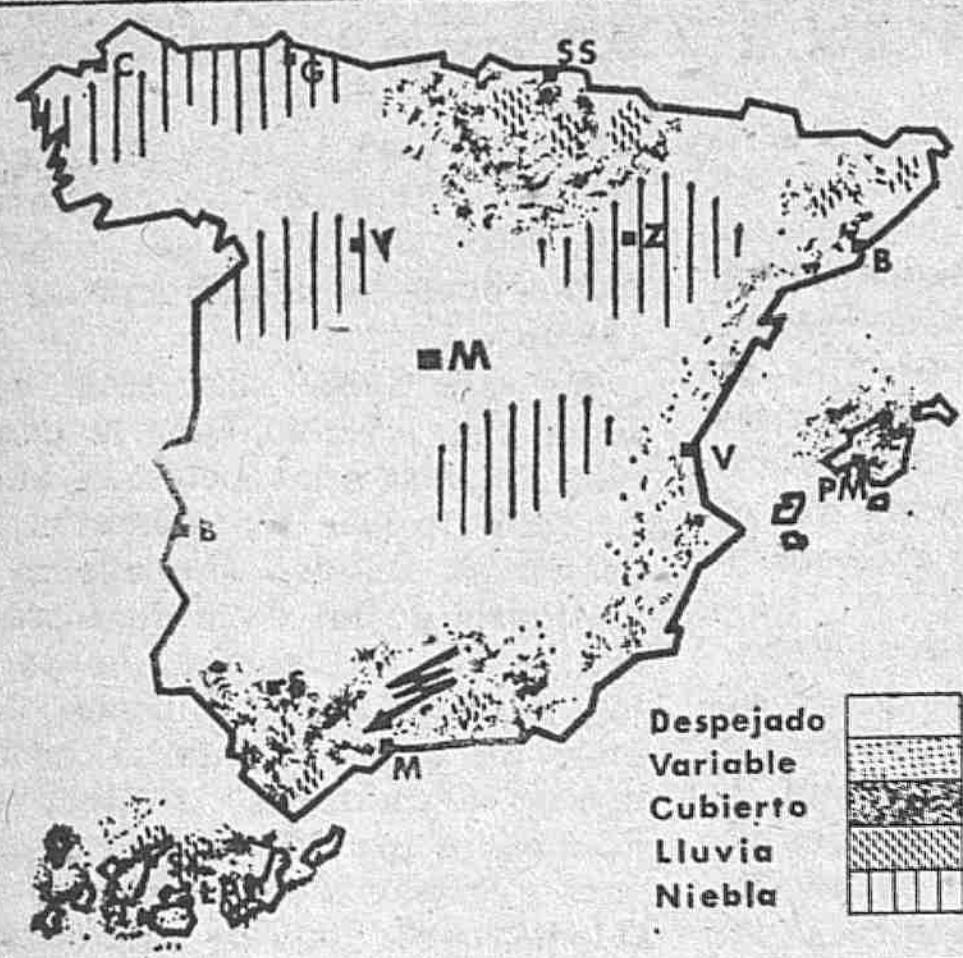 SS
C
G
V
Z
B
M
V
PM
B
S
M
Despejado
Variable
Cubierto
Lluvia
Niebla